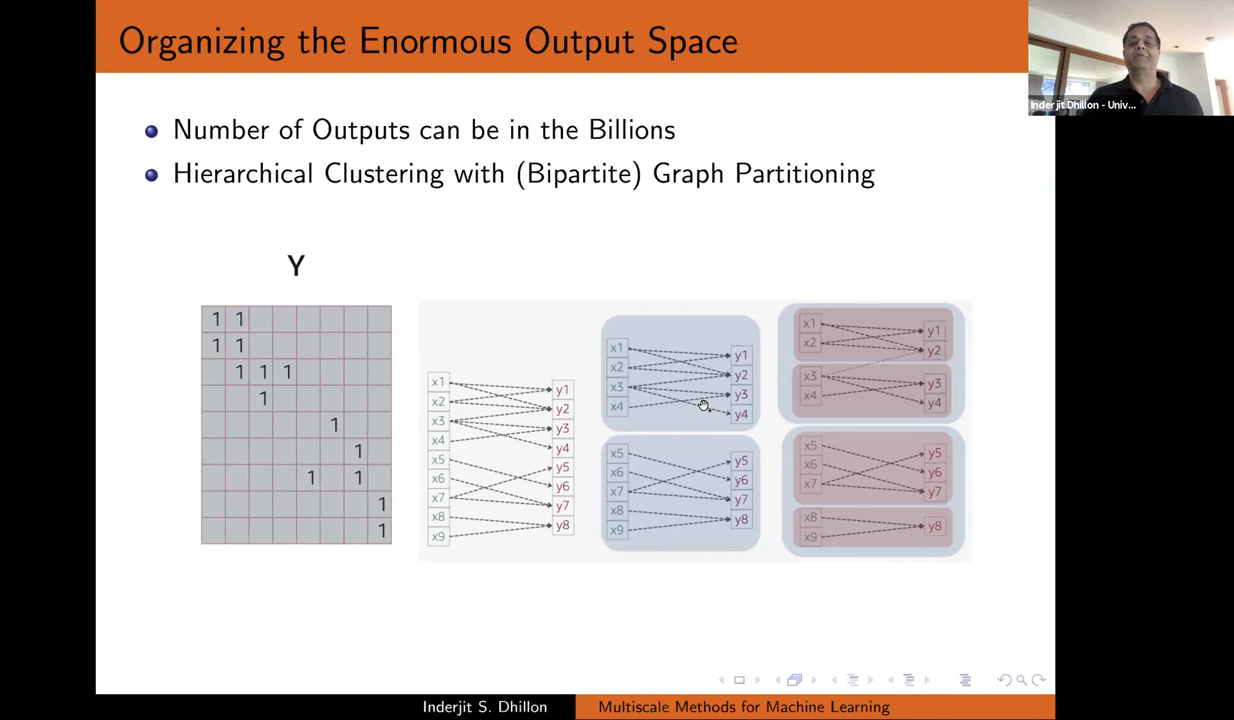 Organizing the Enormous Output Space
Inderjit Dhillon - Univ...
Number of Outputs can be in the Billions
Hierarchical Clustering with (Bipartite) Graph Partitioning
Y
1 1
1 1
1 1 1
1
1
1
1 1
1
1
x1
x2
x3
x4
x5
x6
x7
x8
x9
y1
y2
y3
y4
y5
y6
y7
y8
x1
x2
x3
x4
y1
y2
y3
y4
x5
x6
x7
x8
x9
y5
y6
y7
y8
x1
x2
y1
y2
x3
x4
y3
y4
x5
x6
x7
y5
y6
y7
x8
x9
y8
Inderjit S. Dhillon
Multiscale Methods for Machine Learning